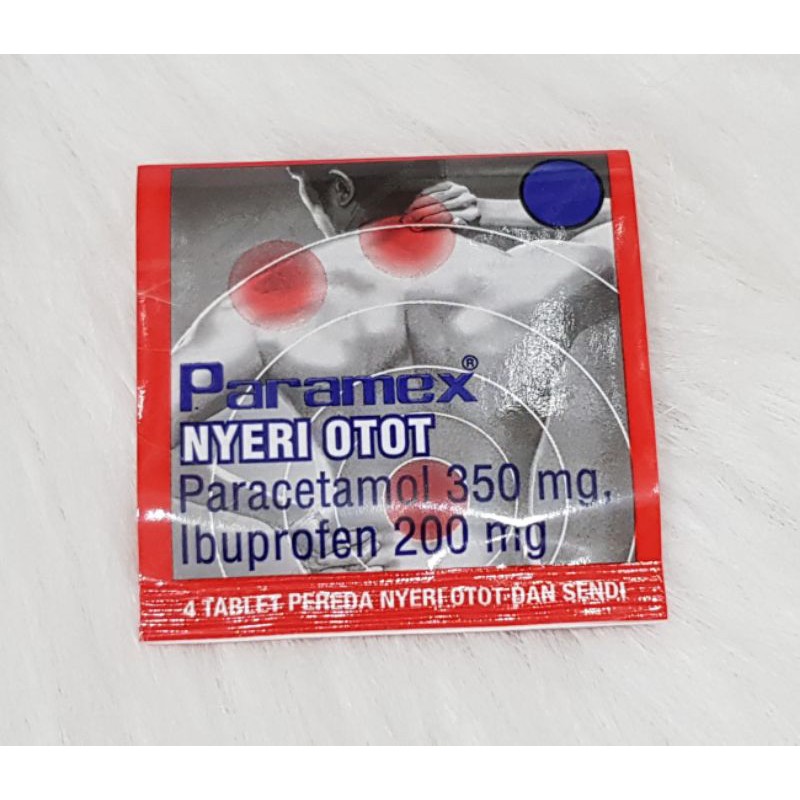 Paramex®
NYERI OTOT
Paracetamol 350 mg,
Ibuprofen 200 mg
4 TABLET PEREDA NYERI OTOT DAN SENDI